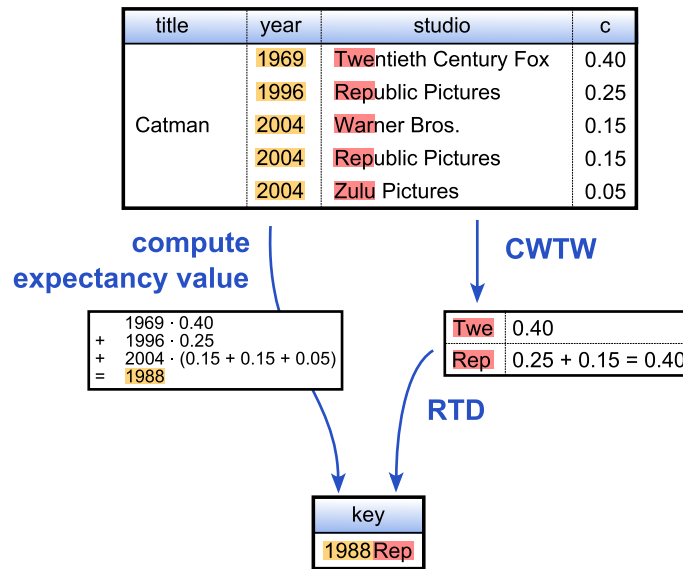 title year studio c
1969 Twentieth Century Fox 0.40
1996 Republic Pictures 0.25
Catman 2004 Warner Bros. 0.15
2004 Republic Pictures 0.15
2004 Zulu Pictures 0.05
compute
expectancy value
CWTW
1969 · 0.40
+ 1996 · 0.25
+ 2004 · (0.15 + 0.15 + 0.05)
= 1988
Twe 0.40
Rep 0.25 + 0.15 = 0.40
RTD
key
1988Rep